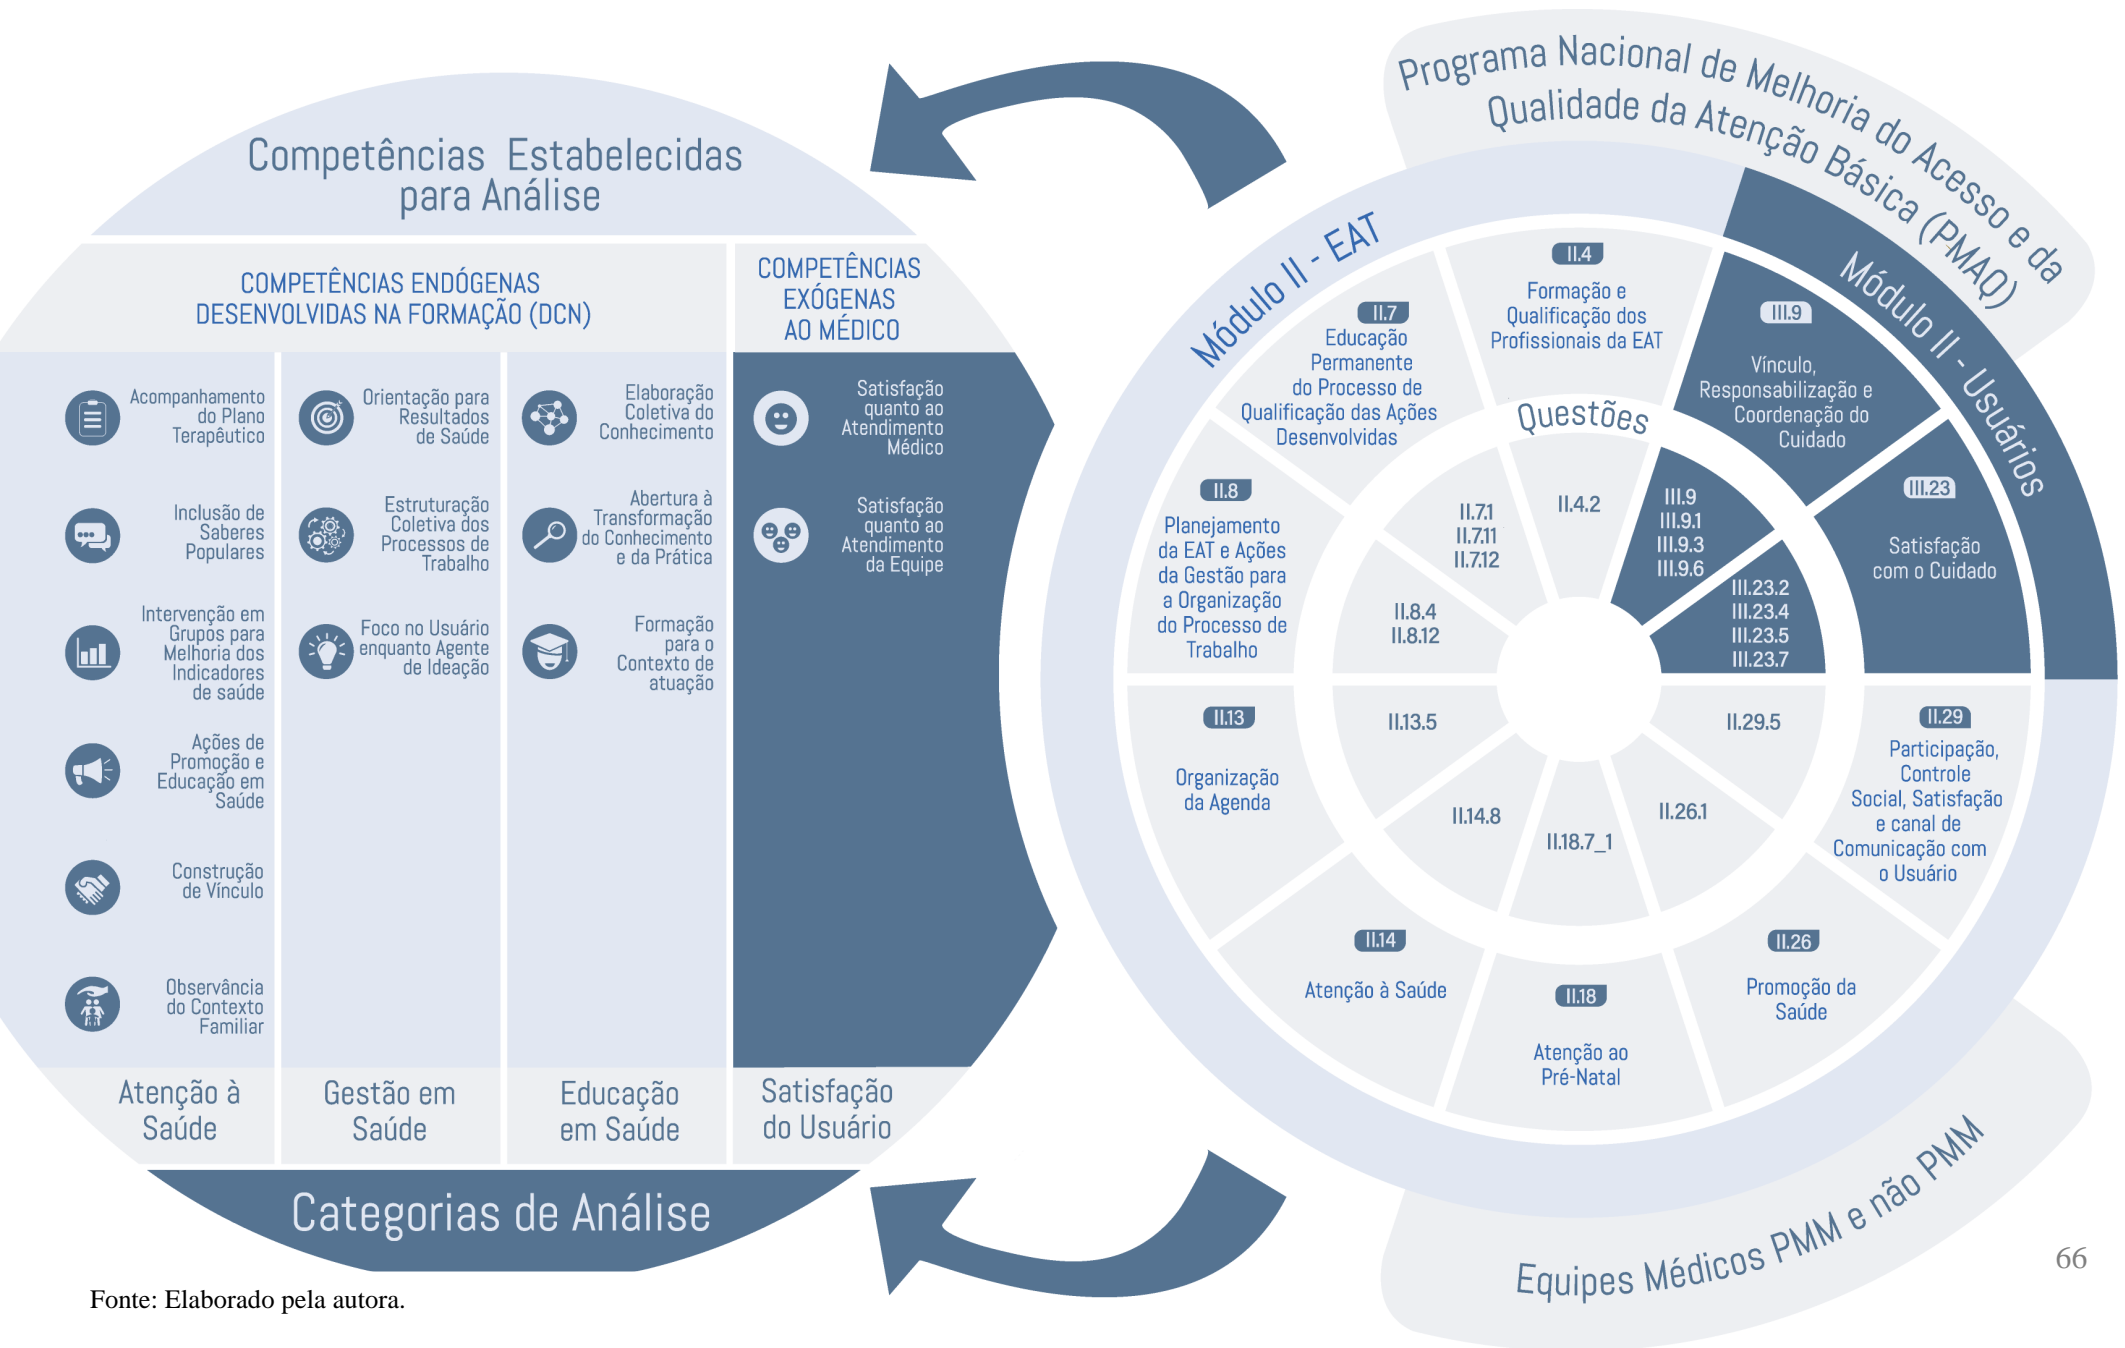 Competências Estabelecidas
para Análise
COMPETÊNCIAS ENDÓGENAS
DESENVOLVIDAS NA FORMAÇÃO (DCN)
COMPETÊNCIAS
EXÓGENAS
AO MÉDICO
Acompanhamento
do Plano
Terapêutico
Inclusão de
Saberes
Populares
Intervenção em
Grupos para
Melhoria dos
Indicadores
de saúde
Ações de
Promoção e
Educação em
Saúde
Construção
de Vínculo
Observância
do Contexto
Familiar
Orientação para
Resultados
de Saúde
Estruturação
Coletiva dos
Processos de
Trabalho
Foco no Usuário
enquanto Agente
de Ideação
Elaboração
Coletiva do
Conhecimento
Abertura à
Transformação
do Conhecimento
e da Prática
Formação
para o
Contexto de
atuação
Satisfação
quanto ao
Atendimento
Médico
Satisfação
quanto ao
Atendimento
da Equipe
Atenção à
Saúde
Gestão em
Saúde
Educação
em Saúde
Satisfação
do Usuário
Categorias de Análise
Programa Nacional de Melhoria do Acesso e da
Qualidade da Atenção Básica (PMAQ)
Módulo II - EAT
Módulo II - Usuários
II.4
Formação e
Qualificação dos
Profissionais da EAT
II.7
Educação
Permanente
do Processo de
Qualificação das Ações
Desenvolvidas
II.8
Planejamento
da EAT e Ações
da Gestão para
a Organização
do Processo de
Trabalho
II.13
Organização
da Agenda
II.14
Atenção à Saúde
II.18
Atenção ao
Pré-Natal
II.26
Promoção da
Saúde
II.29
Participação,
Controle
Social, Satisfação
e canal de
Comunicação com
o Usuário
III.23
Satisfação
com o Cuidado
III.9
Vínculo,
Responsabilização e
Coordenação do
Cuidado
Questões
II.4.2
II.7.1
II.7.11
II.7.12
II.8.4
II.8.12
II.13.5
II.14.8
II.18.7_1
II.26.1
II.29.5
III.23.2
III.23.4
III.23.5
III.23.7
III.9
III.9.1
III.9.3
III.9.6
Equipes Médicos PMM e não PMM
66
Fonte: Elaborado pela autora.